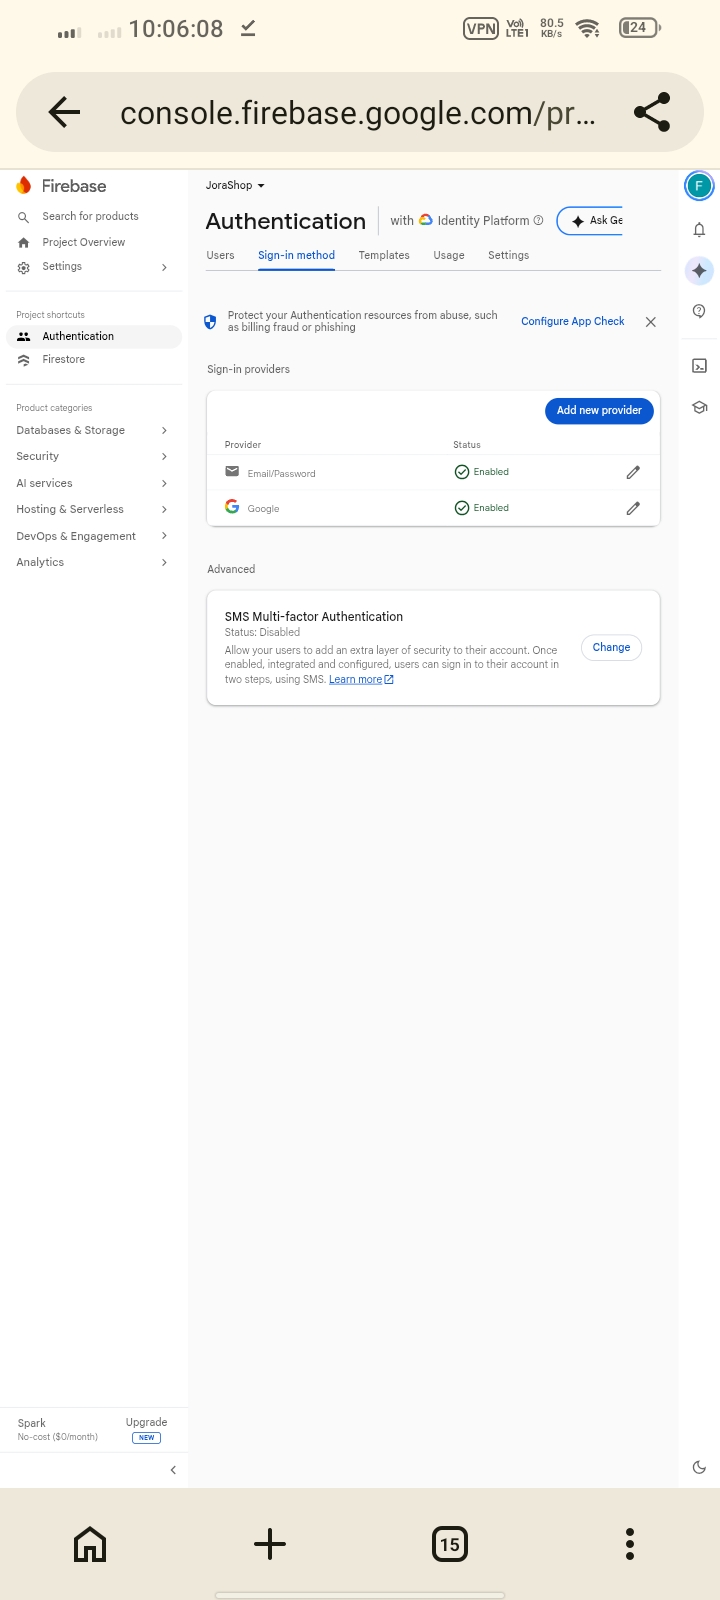 10:06:08
VPN
Vo))
LTE1
80.5
KB/s
24
console.firebase.google.com/pr...
Firebase
Search for products
Project Overview
Settings
Project shortcuts
Authentication
Firestore
Product categories
Databases & Storage
Security
AI services
Hosting & Serverless
DevOps & Engagement
Analytics
Spark
No-cost ($0/month)
Upgrade
NEW
JoraShop
Authentication
with Identity Platform
Ask Ge
F
Users Sign-in method Templates Usage Settings
Protect your Authentication resources from abuse, such
as billing fraud or phishing
Configure App Check
Sign-in providers
Add new provider
Provider Status
Email/Password Enabled
Google Enabled
Advanced
SMS Multi-factor Authentication
Status: Disabled
Allow your users to add an extra layer of security to their account. Once
enabled, integrated and configured, users can sign in to their account in
two steps, using SMS. Learn more
Change
15